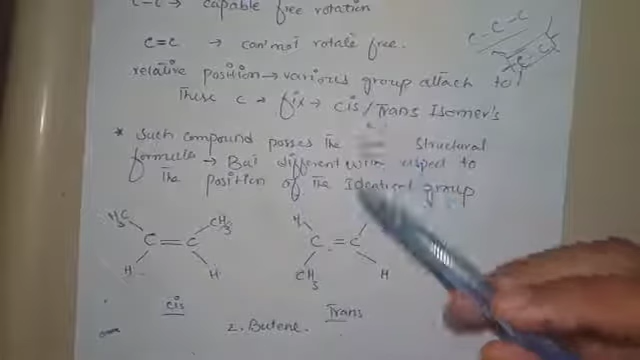 C-C → capable free rotation
C=C → can't not rotate free.
C-C-C
C C
relative position → various group attach to
These C → fix → cis/Trans Isomer's
* Such compound posses the Structural
formula → But different with respect to
the position of the Identical group
H₃C CH₃
C=C
H H
cis
H
C=C
CH₃ H
Trans
2, Butene.